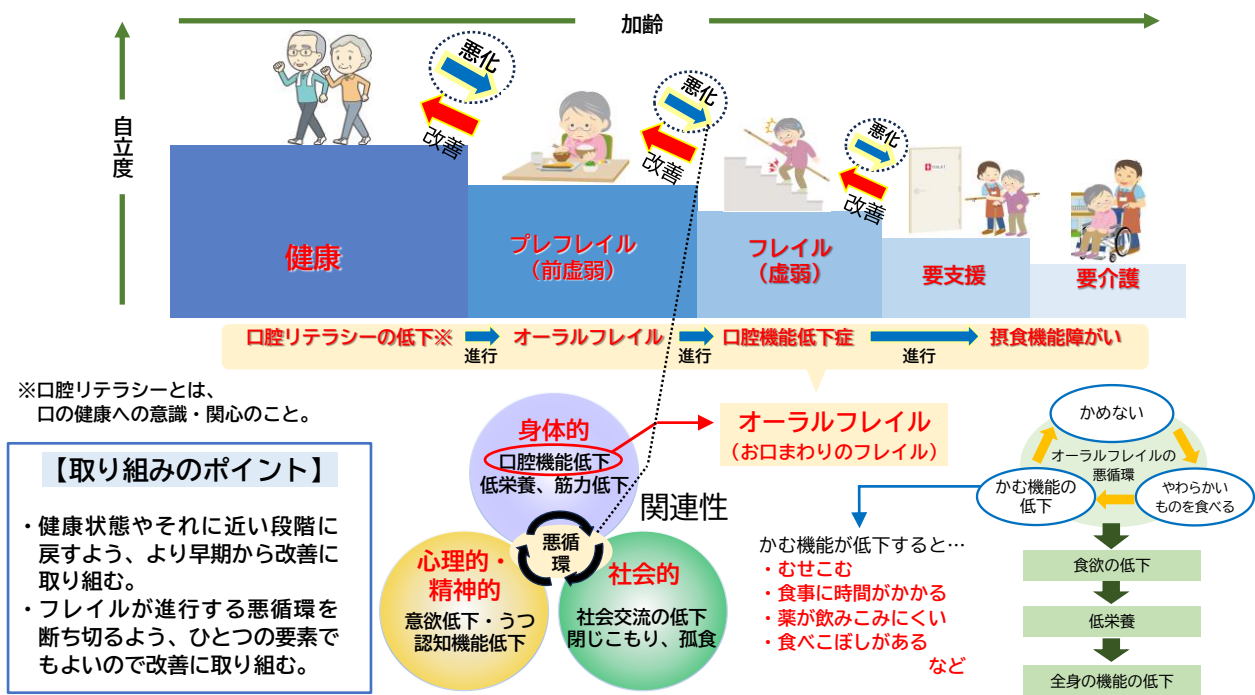 加齢
自立度
悪化
改善
悪化
改善
悪化
改善
健康
プレフレイル
（前虚弱）
フレイル
（虚弱）
要支援
要介護
口腔リテラシーの低下※
進行
オーラルフレイル
進行
口腔機能低下症
進行
摂食機能障がい
※口腔リテラシーとは、
口の健康への意識・関心のこと。
【取り組みのポイント】
・健康状態やそれに近い段階に
戻すよう、より早期から改善に
取り組む。
・フレイルが進行する悪循環を
断ち切るよう、ひとつの要素で
もよいので改善に取り組む。
身体的
口腔機能低下
低栄養、筋力低下
関連性
悪循
環
心理的・
精神的
意欲低下・うつ
認知機能低下
社会的
社会交流の低下
閉じこもり、孤食
オーラルフレイル
（お口まわりのフレイル）
かむ機能が低下すると…
・むせこむ
・食事に時間がかかる
・薬が飲みこみにくい
・食べこぼしがある
など
かめない
オーラルフレイルの
悪循環
かむ機能の
低下
やわらかい
ものを食べる
食欲の低下
低栄養
全身の機能の低下